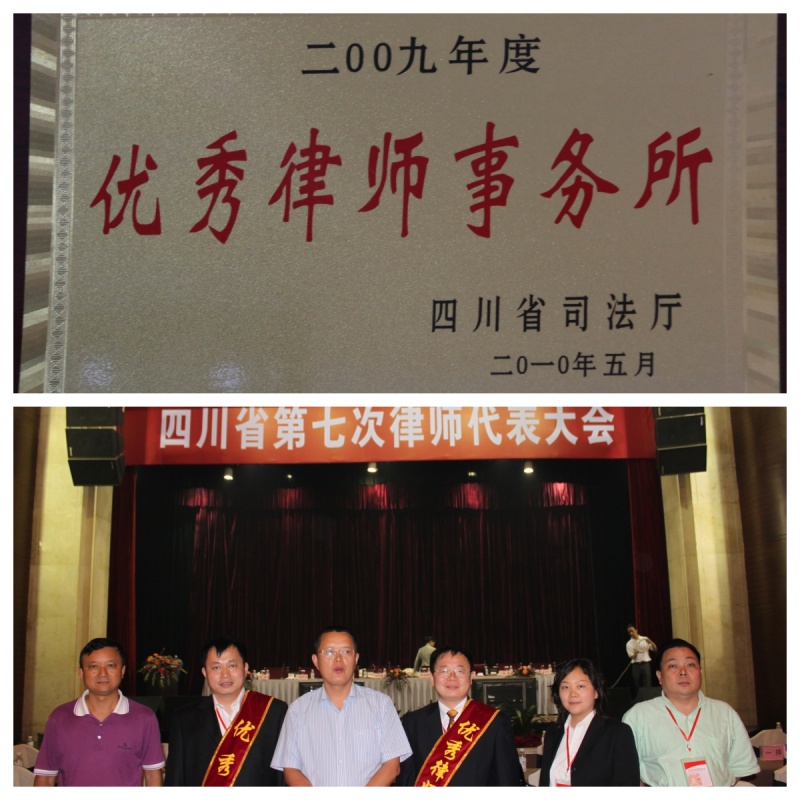 二00九年度
优秀律师事务所
四川省司法厅
二0一0年五月
四川省第七次律师代表大会
优秀
优秀律